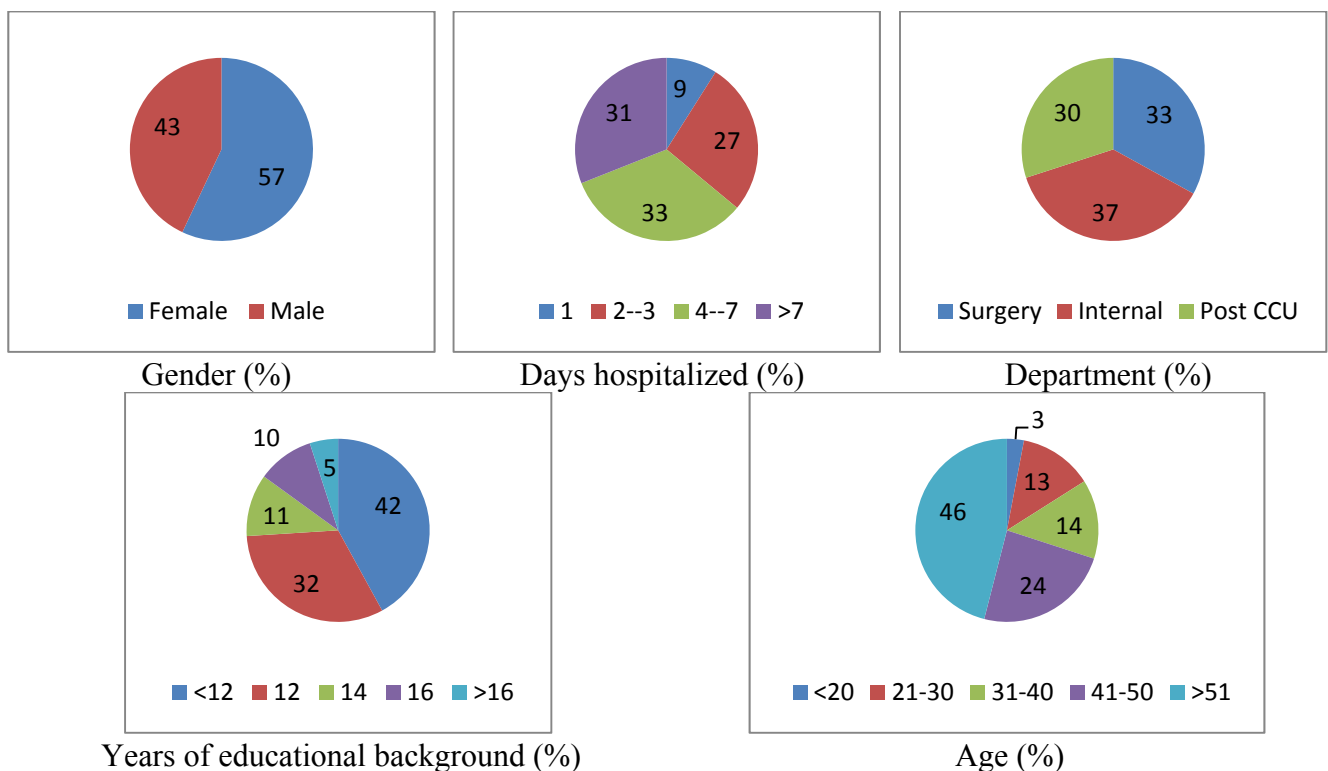 43
57
Female Male
Gender (%)
9
27
33
31
1 2--3 4--7 >7
Days hospitalized (%)
30
33
37
Surgery Internal Post CCU
Department (%)
10
5
42
11
32
<12 12 14 16 >16
Years of educational background (%)
3
13
46
14
24
<20 21-30 31-40 41-50 >51
Age (%)